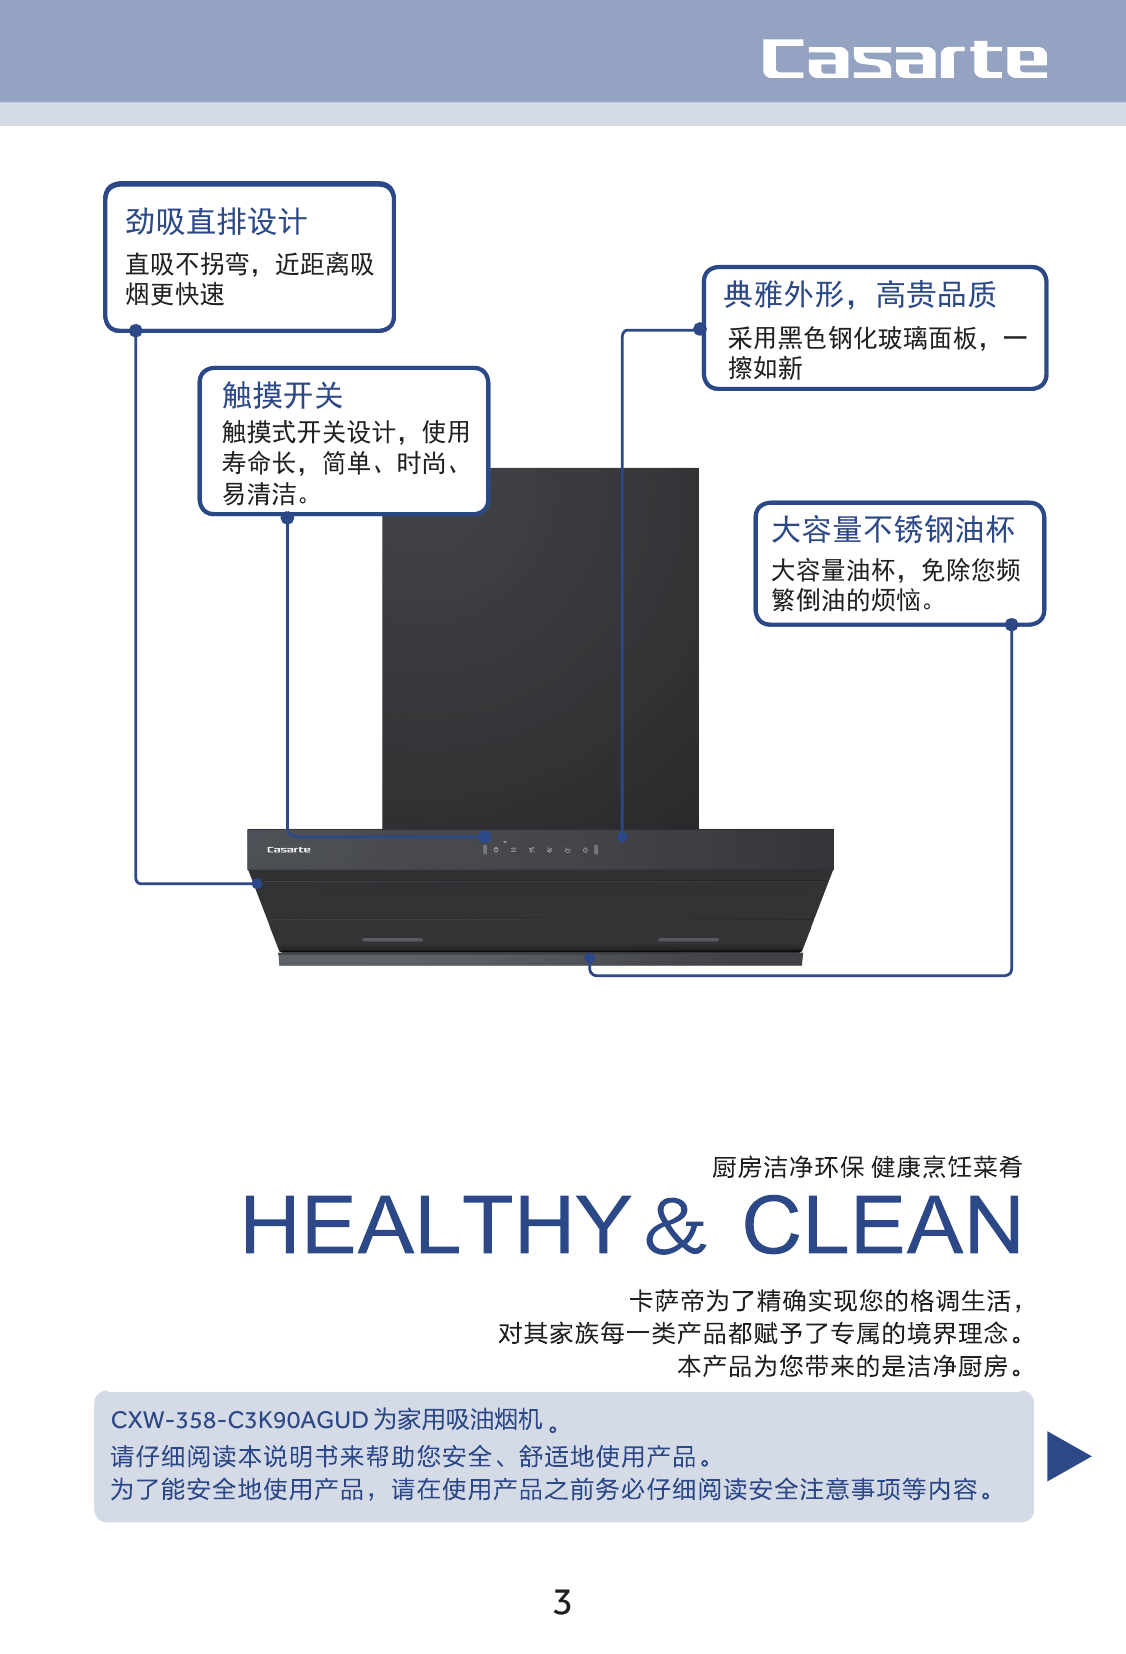 Casarte
劲吸直排设计
直吸不拐弯，近距离吸
烟更快速
典雅外形，高贵品质
采用黑色钢化玻璃面板，一
擦如新
触摸开关
触摸式开关设计，使用
寿命长，简单、时尚、
易清洁。
大容量不锈钢油杯
大容量油杯，免除您频
繁倒油的烦恼。
Casarte
厨房洁净环保 健康烹饪菜肴
HEALTHY & CLEAN
卡萨帝为了精确实现您的格调生活，
对其家族每一类产品都赋予了专属的境界理念。
本产品为您带来的是洁净厨房。
CXW-358-C3K90AGUD 为家用吸油烟机 。
请仔细阅读本说明书来帮助您安全、舒适地使用产品。
为了能安全地使用产品，请在使用产品之前务必仔细阅读安全注意事项等内容。
3